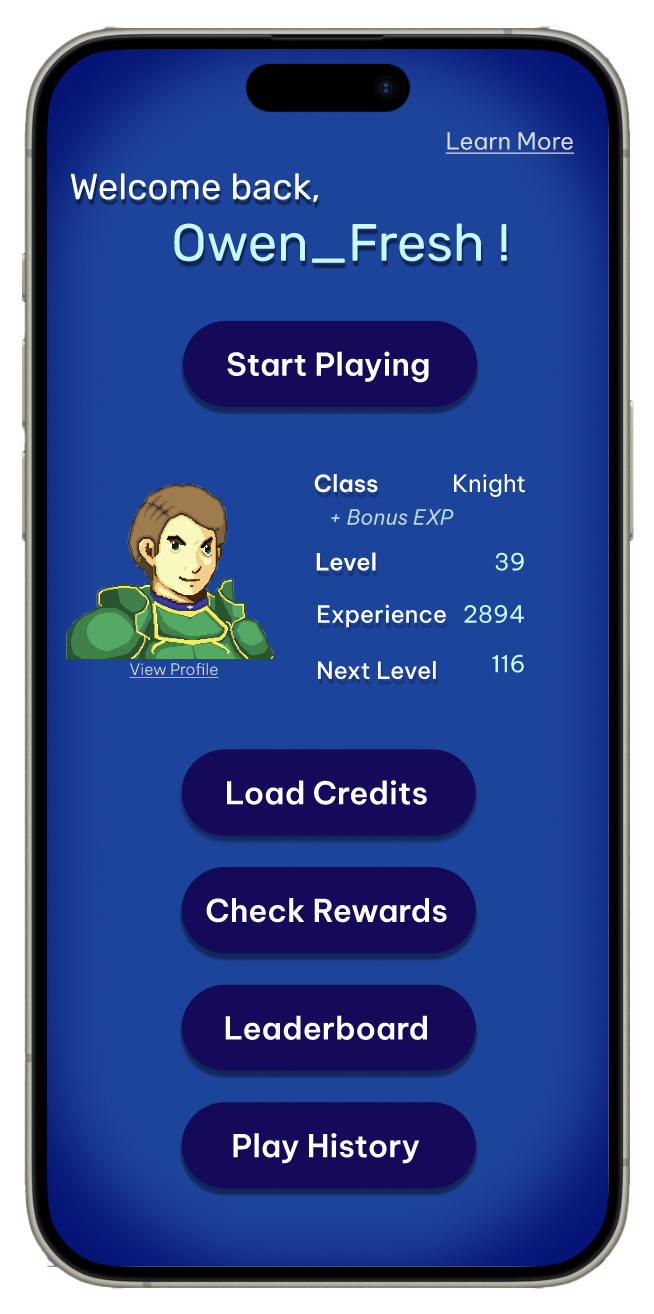 Learn More
Welcome back,
Owen_Fresh !
Start Playing
Class Knight
+ Bonus EXP
Level 39
Experience 2894
Next Level 116
View Profile
Load Credits
Check Rewards
Leaderboard
Play History